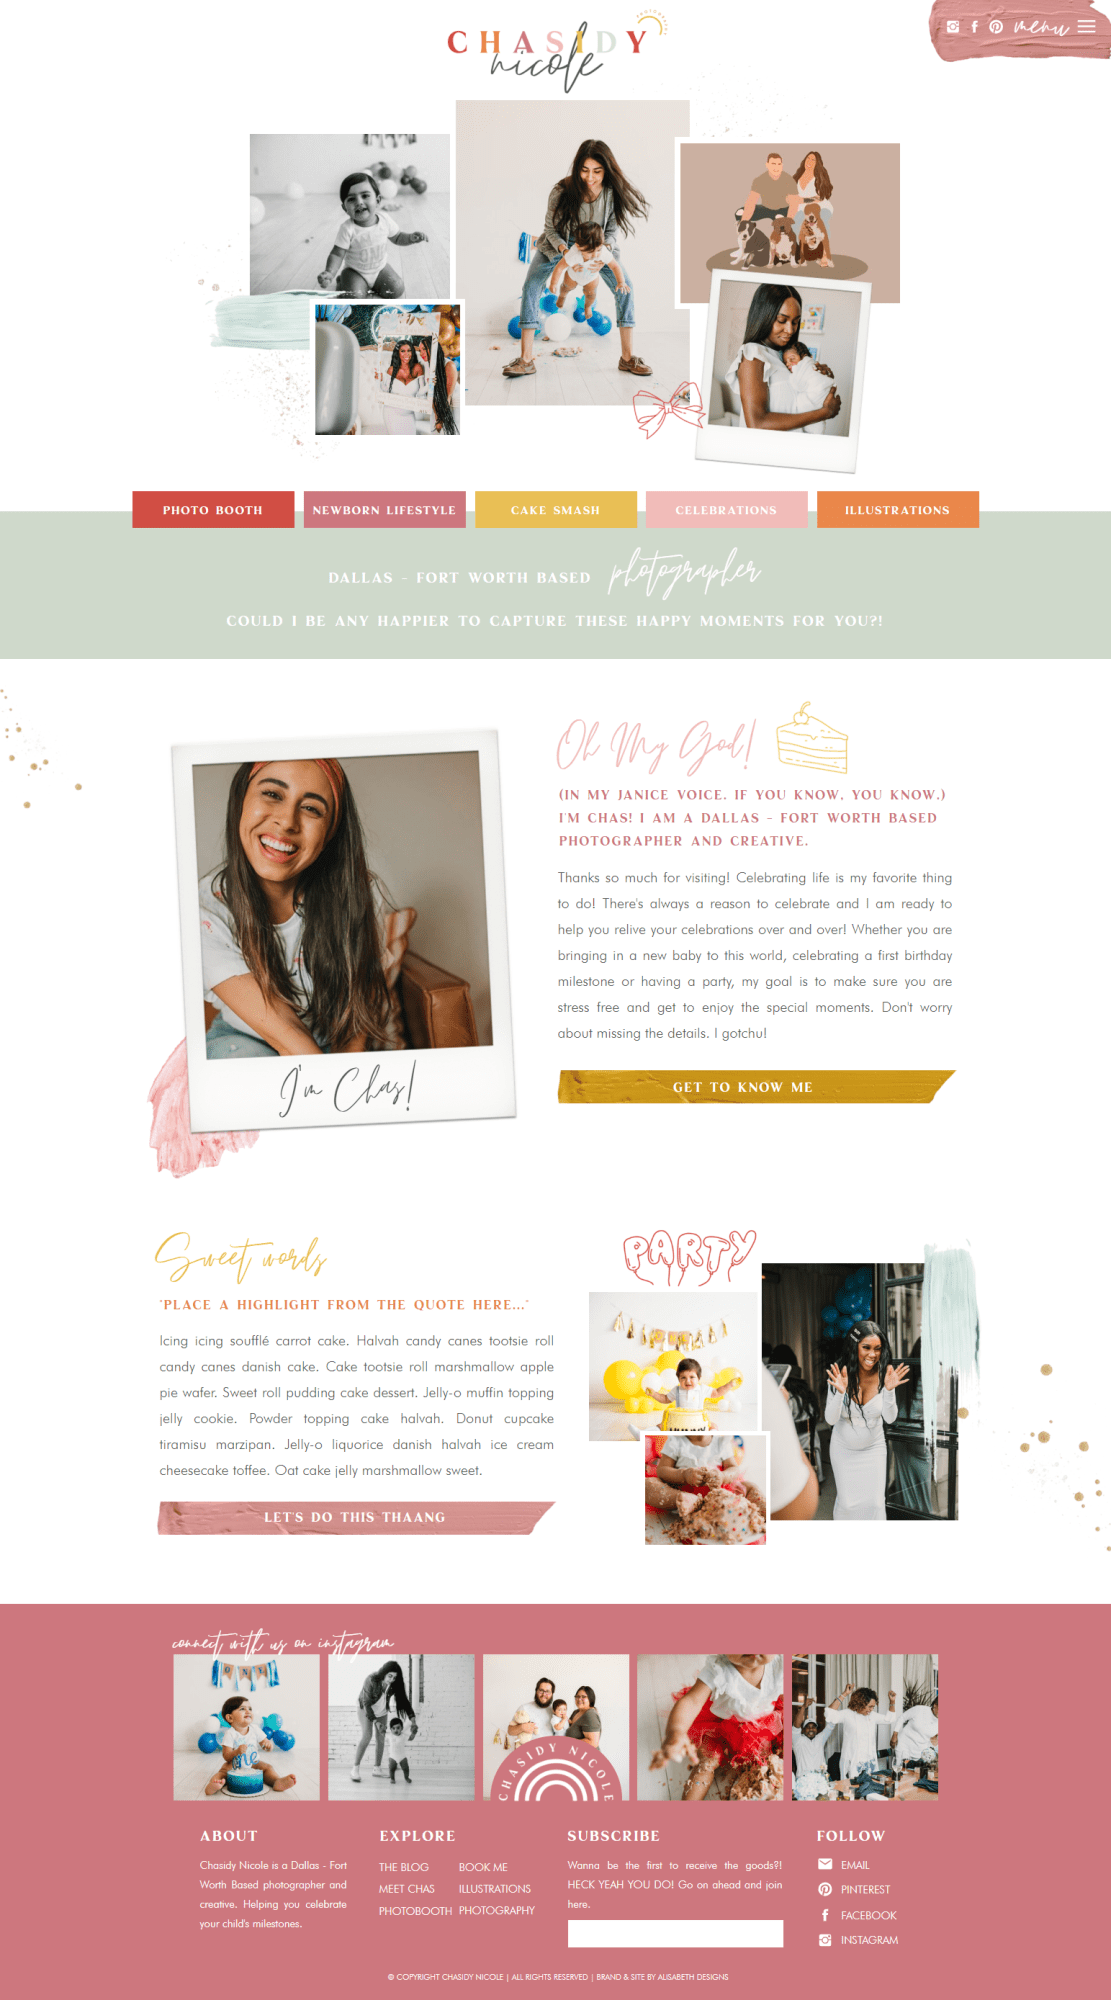 CHASIDY
nicole
menu
PHOTO BOOTH
NEWBORN LIFESTYLE
CAKE SMASH
CELEBRATIONS
ILLUSTRATIONS
DALLAS - FORT WORTH BASED photographer
COULD I BE ANY HAPPIER TO CAPTURE THESE HAPPY MOMENTS FOR YOU?!
Oh My God!
(IN MY JANICE VOICE. IF YOU KNOW, YOU KNOW.)
I'M CHAS! I AM A DALLAS - FORT WORTH BASED
PHOTOGRAPHER AND CREATIVE.
Thanks so much for visiting! Celebrating life is my favorite thing
to do! There's always a reason to celebrate and I am ready to
help you relive your celebrations over and over! Whether you are
bringing in a new baby to this world, celebrating a first birthday
milestone or having a party, my goal is to make sure you are
stress free and get to enjoy the special moments. Don't worry
about missing the details. I gotchu!
GET TO KNOW ME
I'm Chas!
Sweet words
"PLACE A HIGHLIGHT FROM THE QUOTE HERE..."
Icing icing soufflé carrot cake. Halvah candy canes tootsie roll
candy canes danish cake. Cake tootsie roll marshmallow apple
pie wafer. Sweet roll pudding cake dessert. Jelly-o muffin topping
jelly cookie. Powder topping cake halvah. Donut cupcake
tiramisu marzipan. Jelly-o liquorice danish halvah ice cream
cheesecake toffee. Oat cake jelly marshmallow sweet.
LET'S DO THIS THAANG
PARTY
connect with us on instagram
ONE
one
CHASIDY NICOLE
ABOUT
Chasidy Nicole is a Dallas - Fort
Worth Based photographer and
creative. Helping you celebrate
your child's milestones.
EXPLORE
THE BLOG
BOOK ME
MEET CHAS
ILLUSTRATIONS
PHOTOBOOTH
PHOTOGRAPHY
SUBSCRIBE
Wanna be the first to receive the goods?!
HECK YEAH YOU DO! Go on ahead and join
here.
FOLLOW
EMAIL
PINTEREST
FACEBOOK
INSTAGRAM
© COPYRIGHT CHASIDY NICOLE | ALL RIGHTS RESERVED | BRAND & SITE BY ALISABETH DESIGNS